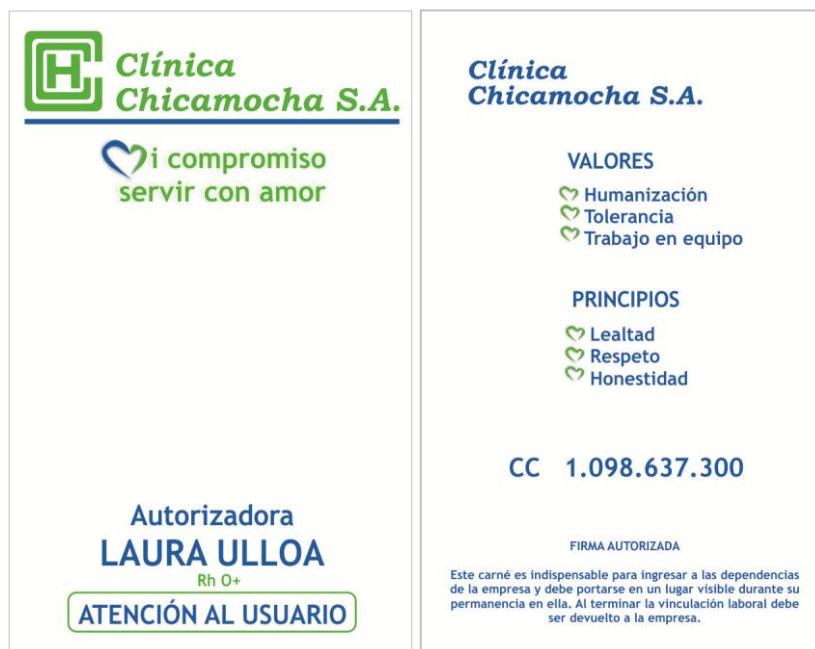 CHC
Clínica
Chicamocha S.A.
i compromiso
servir con amor
Autorizadora
LAURA ULLOA
Rh O+
ATENCIÓN AL USUARIO
Clínica
Chicamocha S.A.
VALORES
Humanización
Tolerancia
Trabajo en equipo
PRINCIPIOS
Lealtad
Respeto
Honestidad
CC 1.098.637.300
FIRMA AUTORIZADA
Este carné es indispensable para ingresar a las dependencias
de la empresa y debe portarse en un lugar visible durante su
permanencia en ella. Al terminar la vinculación laboral debe
ser devuelto a la empresa.